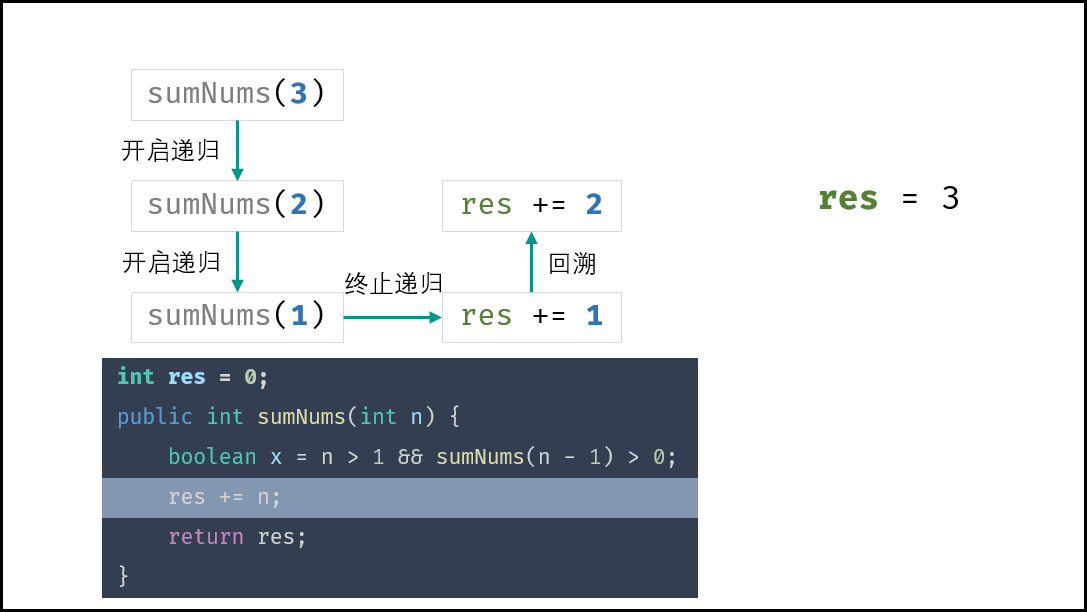 sumNums(3)
开启递归
sumNums(2)
res += 2
res = 3
开启递归
回溯
终止递归
sumNums(1)
res += 1
int res = 0;
public int sumNums(int n) {
    boolean x = n > 1 && sumNums(n - 1) > 0;
    res += n;
    return res;
}